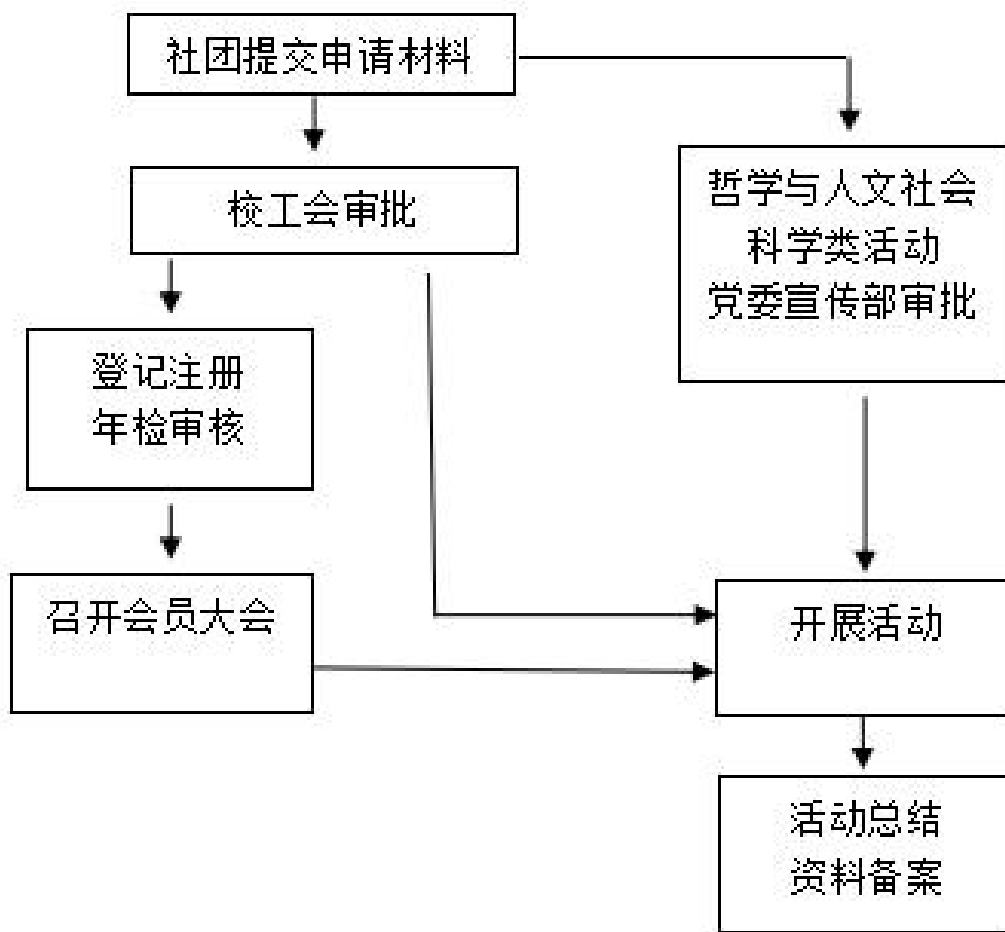 社团提交申请材料
校工会审批
哲学与人文社会
科学类活动
党委宣传部审批
登记注册
年检审核
召开会员大会
开展活动
活动总结
资料备案